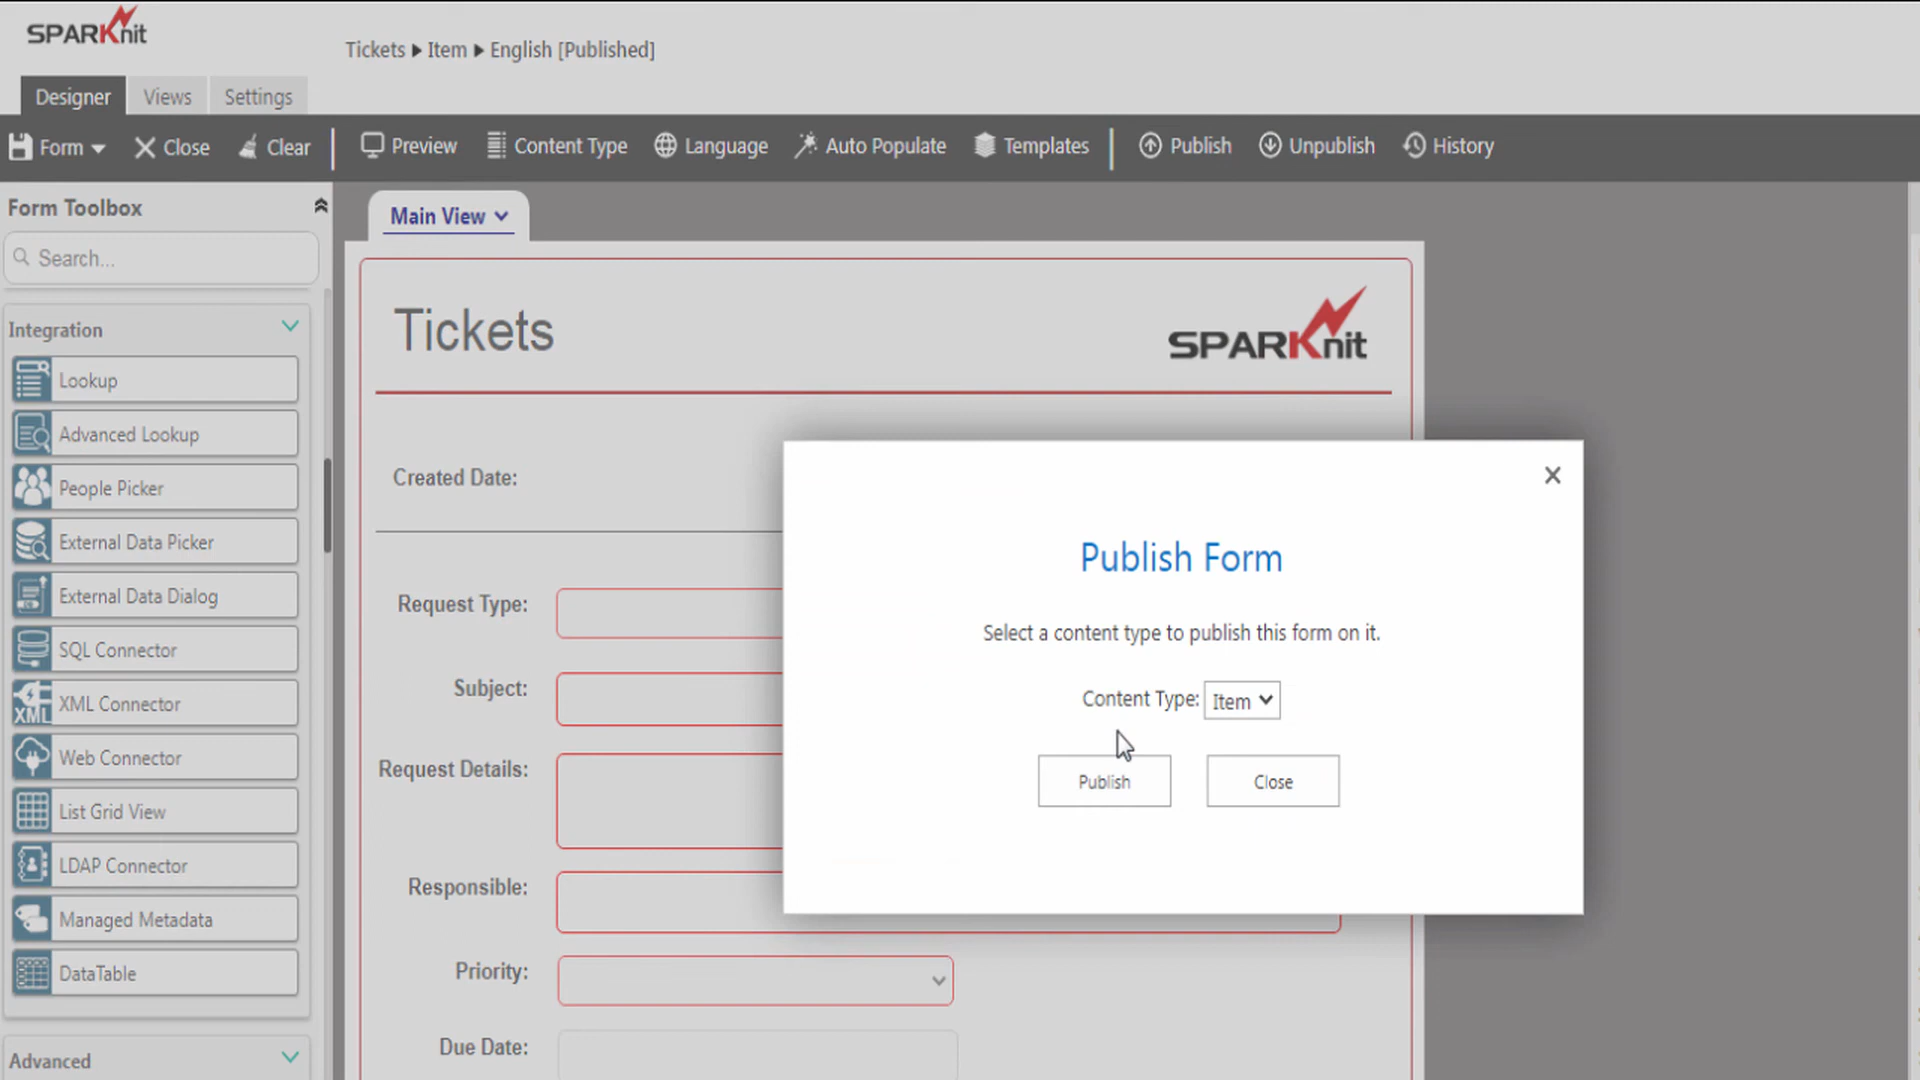 SPARKnit
Tickets ▶ Item ▶ English [Published]
Designer
Views
Settings
Form
Close
Clear
Preview
Content Type
Language
Auto Populate
Templates
Publish
Unpublish
History
Form Toolbox
Search...
Integration
Lookup
Advanced Lookup
People Picker
External Data Picker
External Data Dialog
SQL Connector
XML
XML Connector
Web Connector
List Grid View
LDAP Connector
Managed Metadata
DataTable
Advanced
Main View
Tickets
SPARKnit
Created Date:
Request Type:
Subject:
Request Details:
Responsible:
Priority:
Due Date:
Publish Form
Select a content type to publish this form on it.
Content Type: Item
Publish
Close